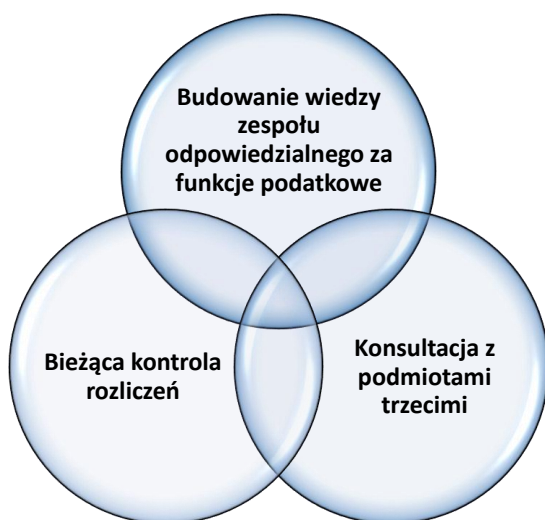 Budowanie wiedzy
zespołu
odpowiedzialnego za
funkcje podatkowe
Bieżąca kontrola
rozliczeń
Konsultacja z
podmiotami
trzecimi